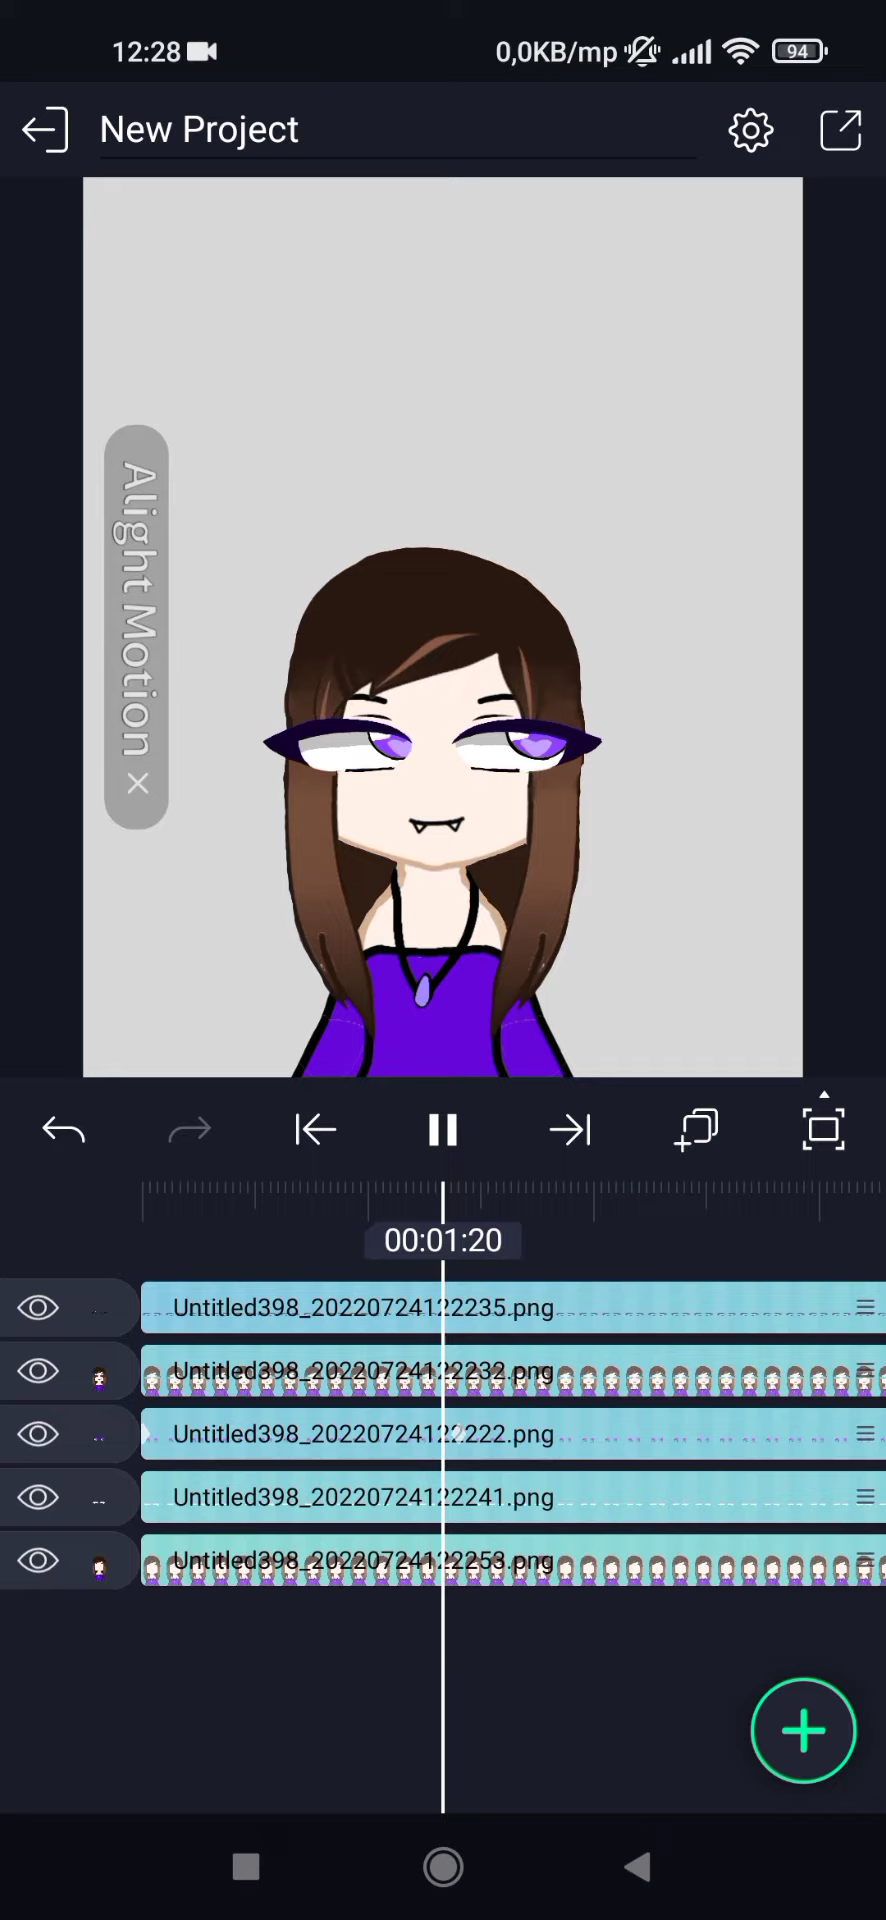 12:28
0,0KB/mp
94
New Project
Alight Motion ×
00:01:20
Untitled398_20220724122235.png
Untitled398_20220724122232.png
Untitled398_20220724122222.png
Untitled398_20220724122241.png
Untitled398_20220724122253.png